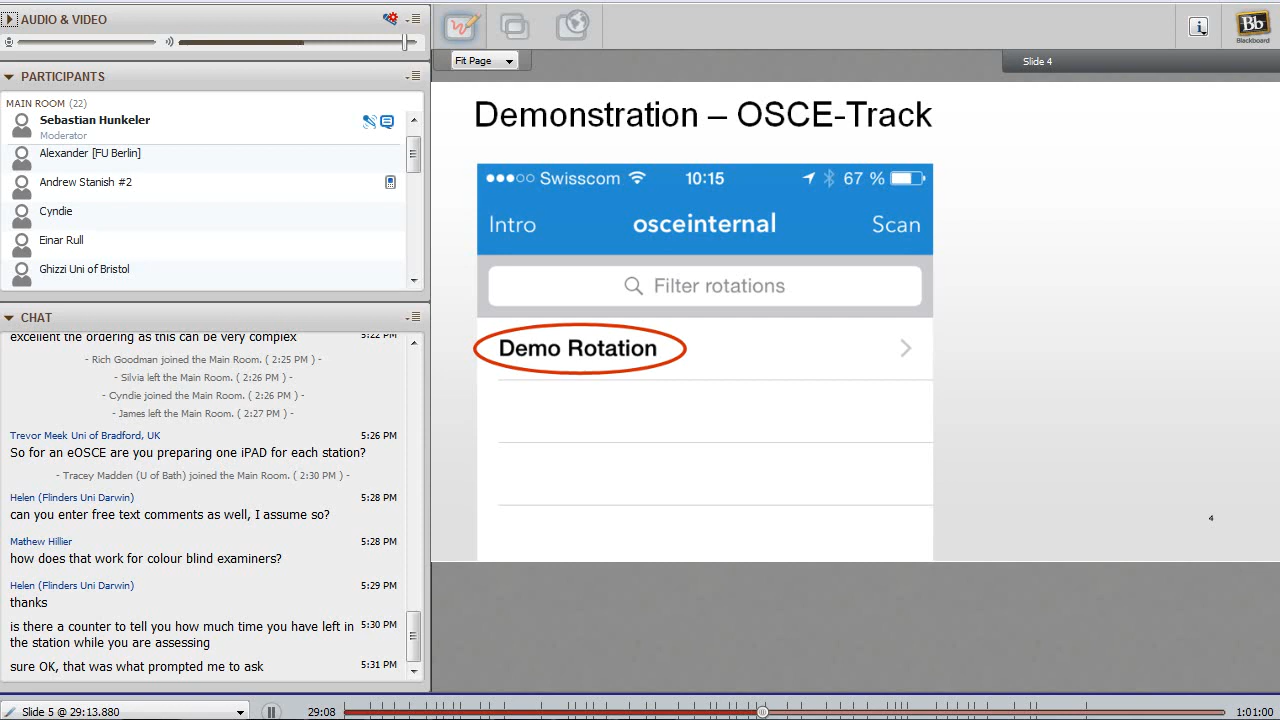 AUDIO & VIDEO
PARTICIPANTS
MAIN ROOM (22)
Sebastian Hunkeler
Moderator
Alexander [FU Berlin]
Andrew Stanish #2
Cyndie
Einar Rull
Ghizzi Uni of Bristol
CHAT
excellent the ordering as this can be very complex 5:22 PM
- Rich Goodman joined the Main Room. ( 2:25 PM ) -
- Silvia left the Main Room. ( 2:26 PM ) -
- Cyndie joined the Main Room. ( 2:26 PM ) -
- James left the Main Room. ( 2:27 PM ) -
Trevor Meek Uni of Bradford, UK 5:26 PM
So for an eOSCE are you preparing one iPAD for each station?
- Tracey Madden (U of Bath) joined the Main Room. ( 2:30 PM ) -
Helen (Flinders Uni Darwin) 5:28 PM
can you enter free text comments as well, I assume so?
Mathew Hillier 5:28 PM
how does that work for colour blind examiners?
Helen (Flinders Uni Darwin) 5:29 PM
thanks
is there a counter to tell you how much time you have left in 5:30 PM
the station while you are assessing
sure OK, that was what prompted me to ask 5:31 PM
Slide 5 @ 29:13.880
29:08
1:01:00
Bb
Blackboard
Fit Page
Slide 4
Demonstration – OSCE-Track
Swisscom 10:15 67 %
Intro osceinternal Scan
Filter rotations
Demo Rotation
4